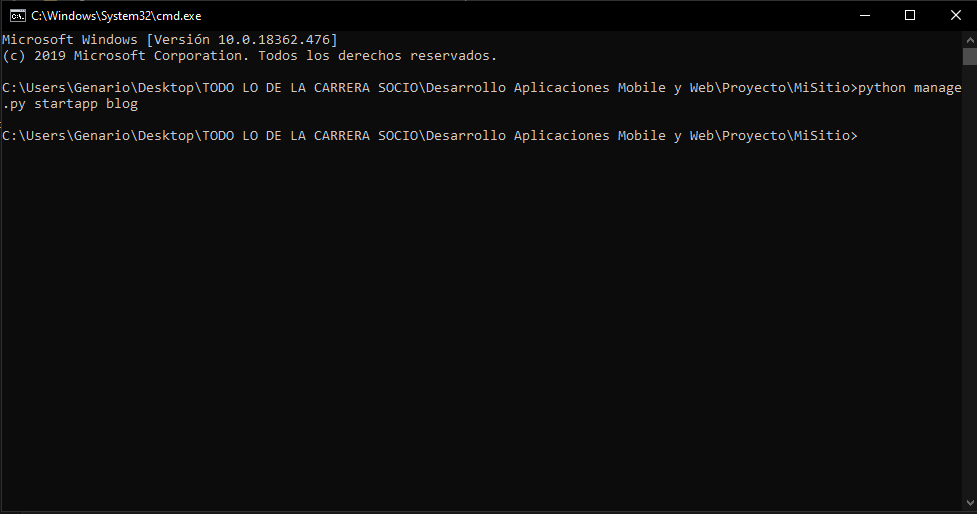 C:\Windows\System32\cmd.exe
Microsoft Windows [Versión 10.0.18362.476]
(c) 2019 Microsoft Corporation. Todos los derechos reservados.
C:\Users\Genario\Desktop\TODO LO DE LA CARRERA SOCIO\Desarrollo Aplicaciones Mobile y Web\Proyecto\MiSitio>python manage
.py startapp blog
C:\Users\Genario\Desktop\TODO LO DE LA CARRERA SOCIO\Desarrollo Aplicaciones Mobile y Web\Proyecto\MiSitio>